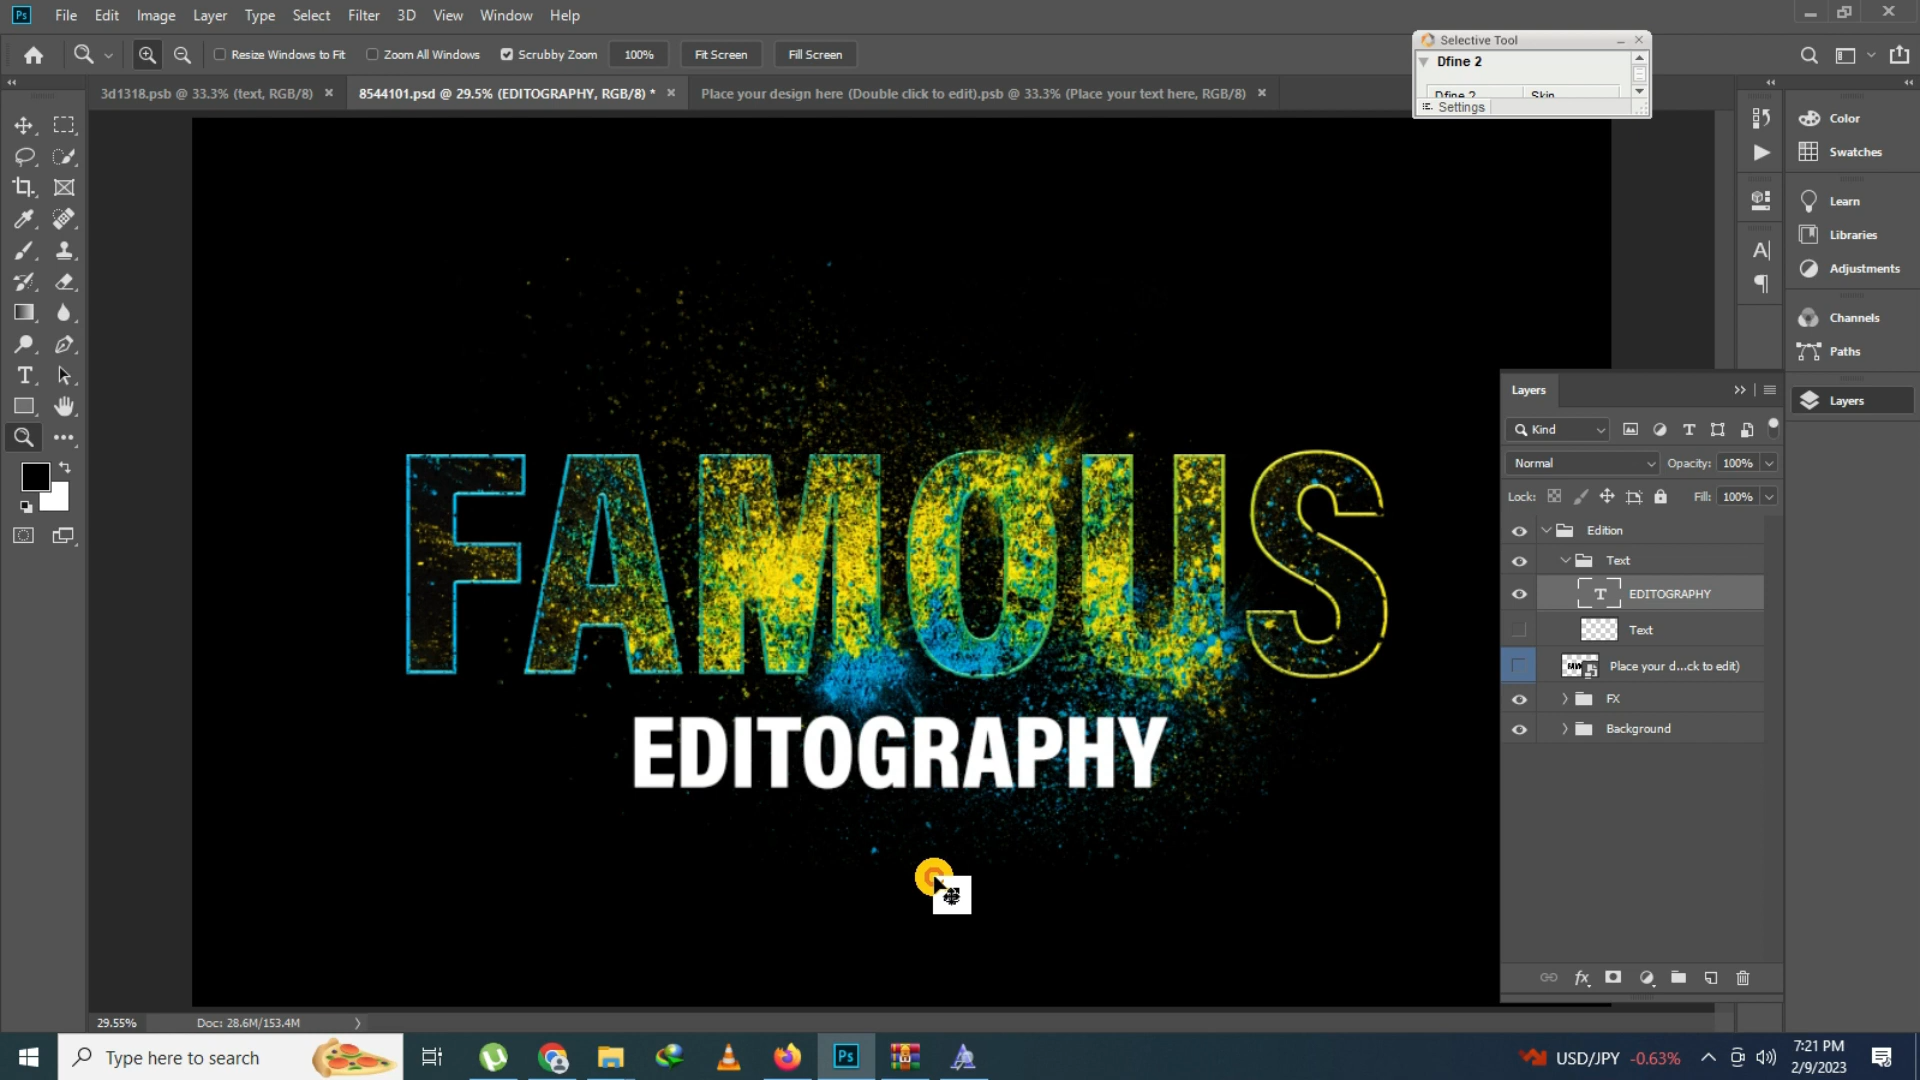 Ps File Edit Image Layer Type Select Filter 3D View Window Help
Resize Windows to Fit Zoom All Windows Scrubby Zoom 100% Fit Screen Fill Screen
Selective Tool
Dfine 2
Dfine 2 Skin
Settings
3d1318.psb @ 33.3% (text, RGB/8) × 8544101.psd @ 29.5% (EDITOGRAPHY, RGB/8) * × Place your design here (Double click to edit).psb @ 33.3% (Place your text here, RGB/8) ×
Color
Swatches
Learn
Libraries
Adjustments
Channels
Paths
Layers
FAMOUS
EDITOGRAPHY
Layers
Kind
Normal Opacity: 100%
Lock: Fill: 100%
Edition
Text
EDITOGRAPHY
Text
Place your d...ck to edit)
FX
Background
29.55% Doc: 28.6M/153.4M
Type here to search
Ps
USD/JPY -0.63%
7:21 PM
2/9/2023